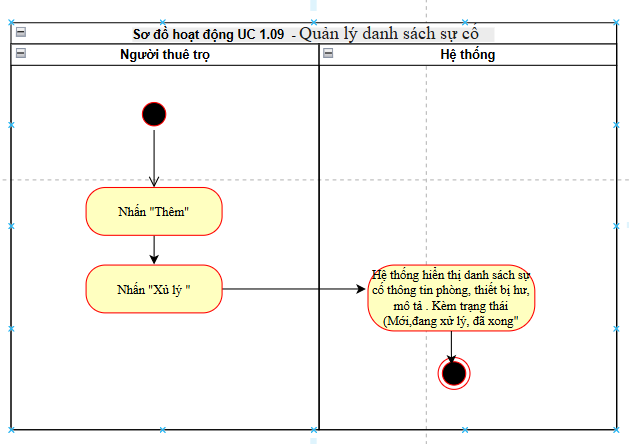 Sơ đồ hoạt động UC 1.09 - Quản lý danh sách sự cố
Người thuê trọ
Hệ thống
Nhấn "Thêm"
Nhấn "Xử lý "
Hệ thống hiển thị danh sách sự
cố thông tin phòng, thiết bị hư,
mô tả . Kèm trạng thái
(Mới,đang xử lý, đã xong"